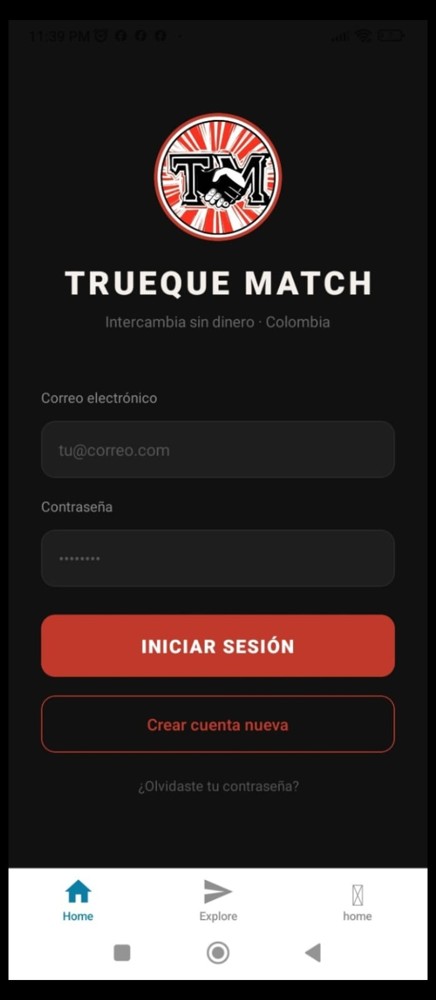 11:39 PM
TM
TRUEQUE MATCH
Intercambia sin dinero · Colombia
Correo electrónico
tu@correo.com
Contraseña
••••••••
INICIAR SESIÓN
Crear cuenta nueva
¿Olvidaste tu contraseña?
Home
Explore
home